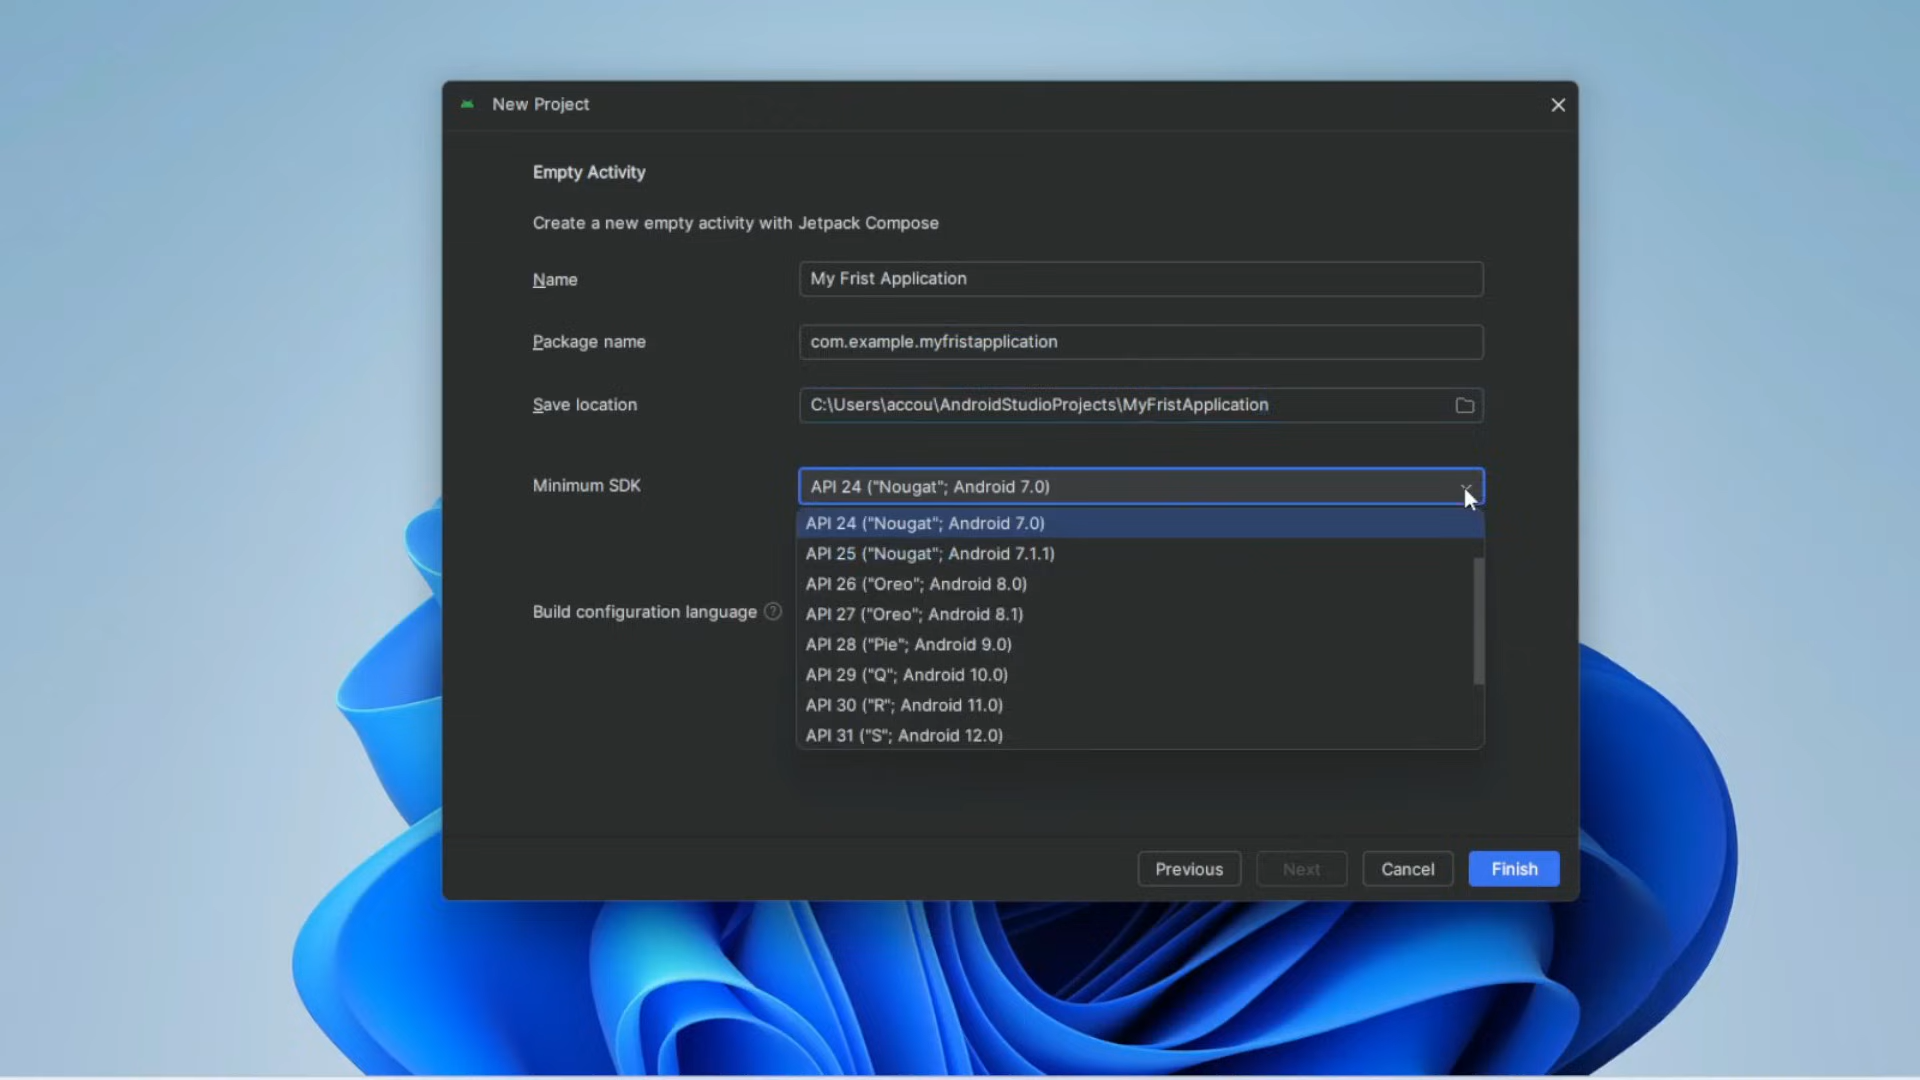 New Project
Empty Activity
Create a new empty activity with Jetpack Compose
Name
My Frist Application
Package name
com.example.myfristapplication
Save location
C:\Users\accou\AndroidStudioProjects\MyFristApplication
Minimum SDK
API 24 ("Nougat"; Android 7.0)
API 24 ("Nougat"; Android 7.0)
API 25 ("Nougat"; Android 7.1.1)
API 26 ("Oreo"; Android 8.0)
Build configuration language ?
API 27 ("Oreo"; Android 8.1)
API 28 ("Pie"; Android 9.0)
API 29 ("Q"; Android 10.0)
API 30 ("R"; Android 11.0)
API 31 ("S"; Android 12.0)
Previous
Next
Cancel
Finish